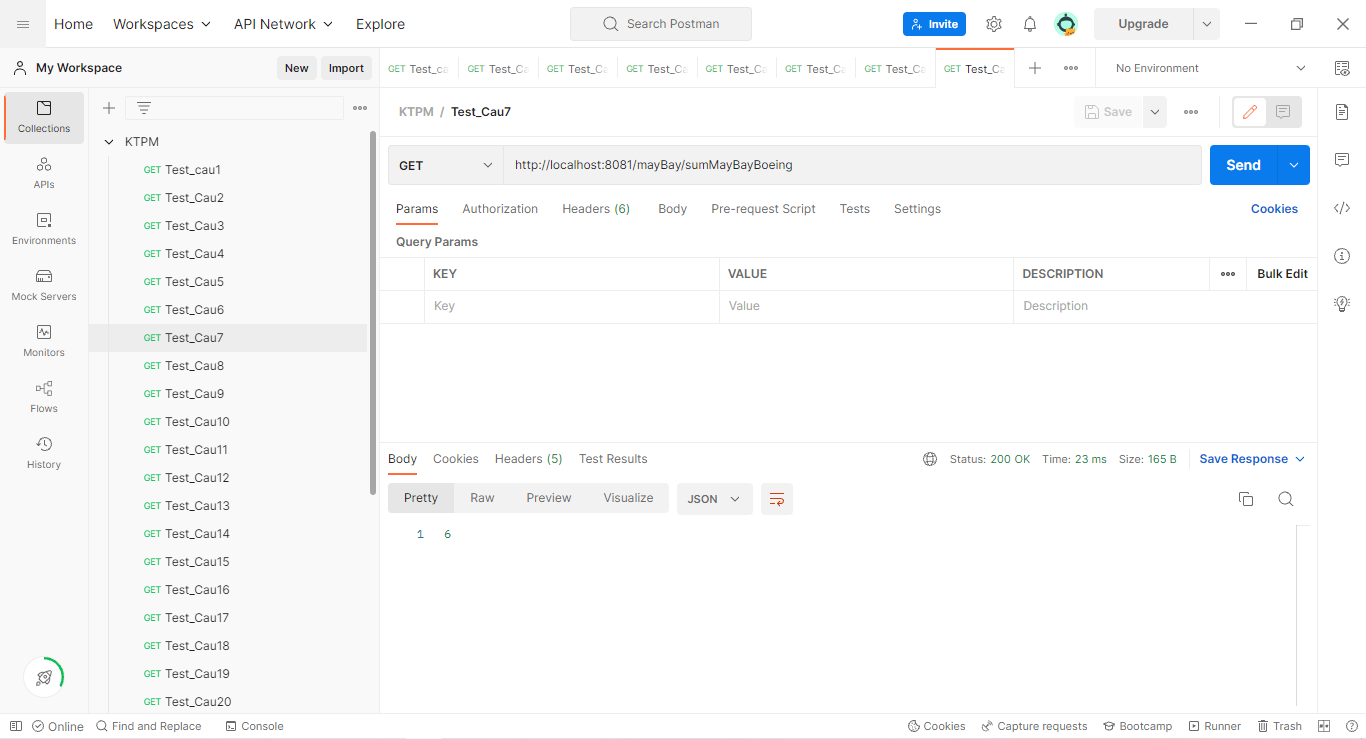 Home Workspaces API Network Explore Search Postman Invite Upgrade
My Workspace New Import GET Test_ca GET Test_Ca GET Test_Ca GET Test_Ca GET Test_Ca GET Test_Ca GET Test_Ca GET Test_Ca No Environment
Collections
APIs
Environments
Mock Servers
Monitors
Flows
History
KTPM
GET Test_cau1
GET Test_Cau2
GET Test_Cau3
GET Test_Cau4
GET Test_Cau5
GET Test_Cau6
GET Test_Cau7
GET Test_Cau8
GET Test_Cau9
GET Test_Cau10
GET Test_Cau11
GET Test_Cau12
GET Test_Cau13
GET Test_Cau14
GET Test_Cau15
GET Test_Cau16
GET Test_Cau17
GET Test_Cau18
GET Test_Cau19
GET Test_Cau20
KTPM / Test_Cau7 Save
GET http://localhost:8081/mayBay/sumMayBayBoeing Send
Params Authorization Headers (6) Body Pre-request Script Tests Settings Cookies
Query Params
KEY VALUE DESCRIPTION Bulk Edit
Key Value Description
Body Cookies Headers (5) Test Results Status: 200 OK Time: 23 ms Size: 165 B Save Response
Pretty Raw Preview Visualize JSON
1 6
Online Find and Replace Console Cookies Capture requests Bootcamp Runner Trash